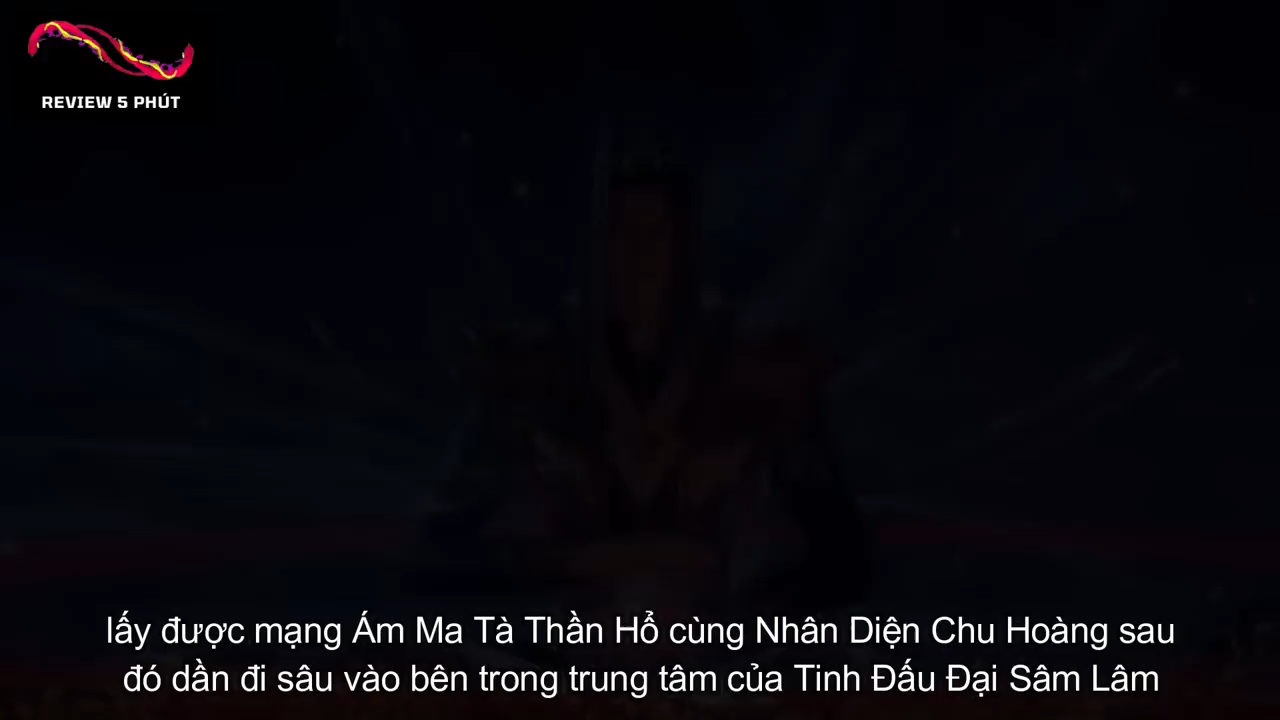 REVIEW 5 PHÚT
lấy được mạng Ám Ma Tà Thần Hổ cùng Nhân Diện Chu Hoàng sau
đó dần đi sâu vào bên trong trung tâm của Tinh Đấu Đại Sâm Lâm